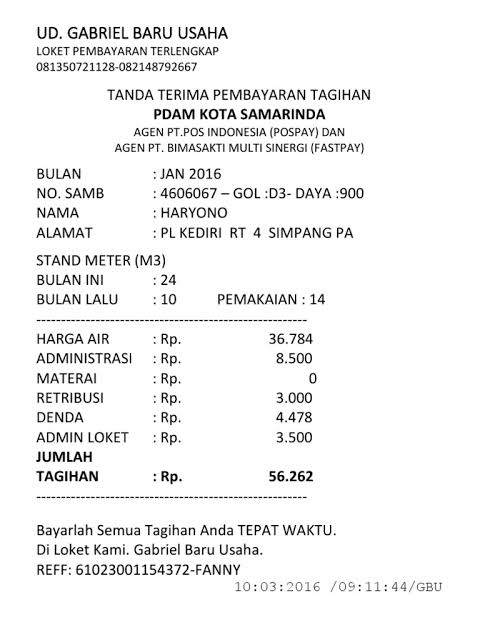 UD. GABRIEL BARU USAHA
LOKET PEMBAYARAN TERLENGKAP
081350721128-082148792667
TANDA TERIMA PEMBAYARAN TAGIHAN
PDAM KOTA SAMARINDA
AGEN PT.POS INDONESIA (POSPAY) DAN
AGEN PT. BIMASAKTI MULTI SINERGI (FASTPAY)
BULAN : JAN 2016
NO. SAMB : 4606067 – GOL :D3- DAYA :900
NAMA : HARYONO
ALAMAT : PL KEDIRI RT 4 SIMPANG PA
STAND METER (M3)
BULAN INI : 24
BULAN LALU : 10 PEMAKAIAN : 14
-------------------------------------------------------
HARGA AIR : Rp. 36.784
ADMINISTRASI : Rp. 8.500
MATERAI : Rp. 0
RETRIBUSI : Rp. 3.000
DENDA : Rp. 4.478
ADMIN LOKET : Rp. 3.500
JUMLAH
TAGIHAN : Rp. 56.262
-------------------------------------------------------
Bayarlah Semua Tagihan Anda TEPAT WAKTU.
Di Loket Kami. Gabriel Baru Usaha.
REFF: 61023001154372-FANNY
10:03:2016 /09:11:44/GBU